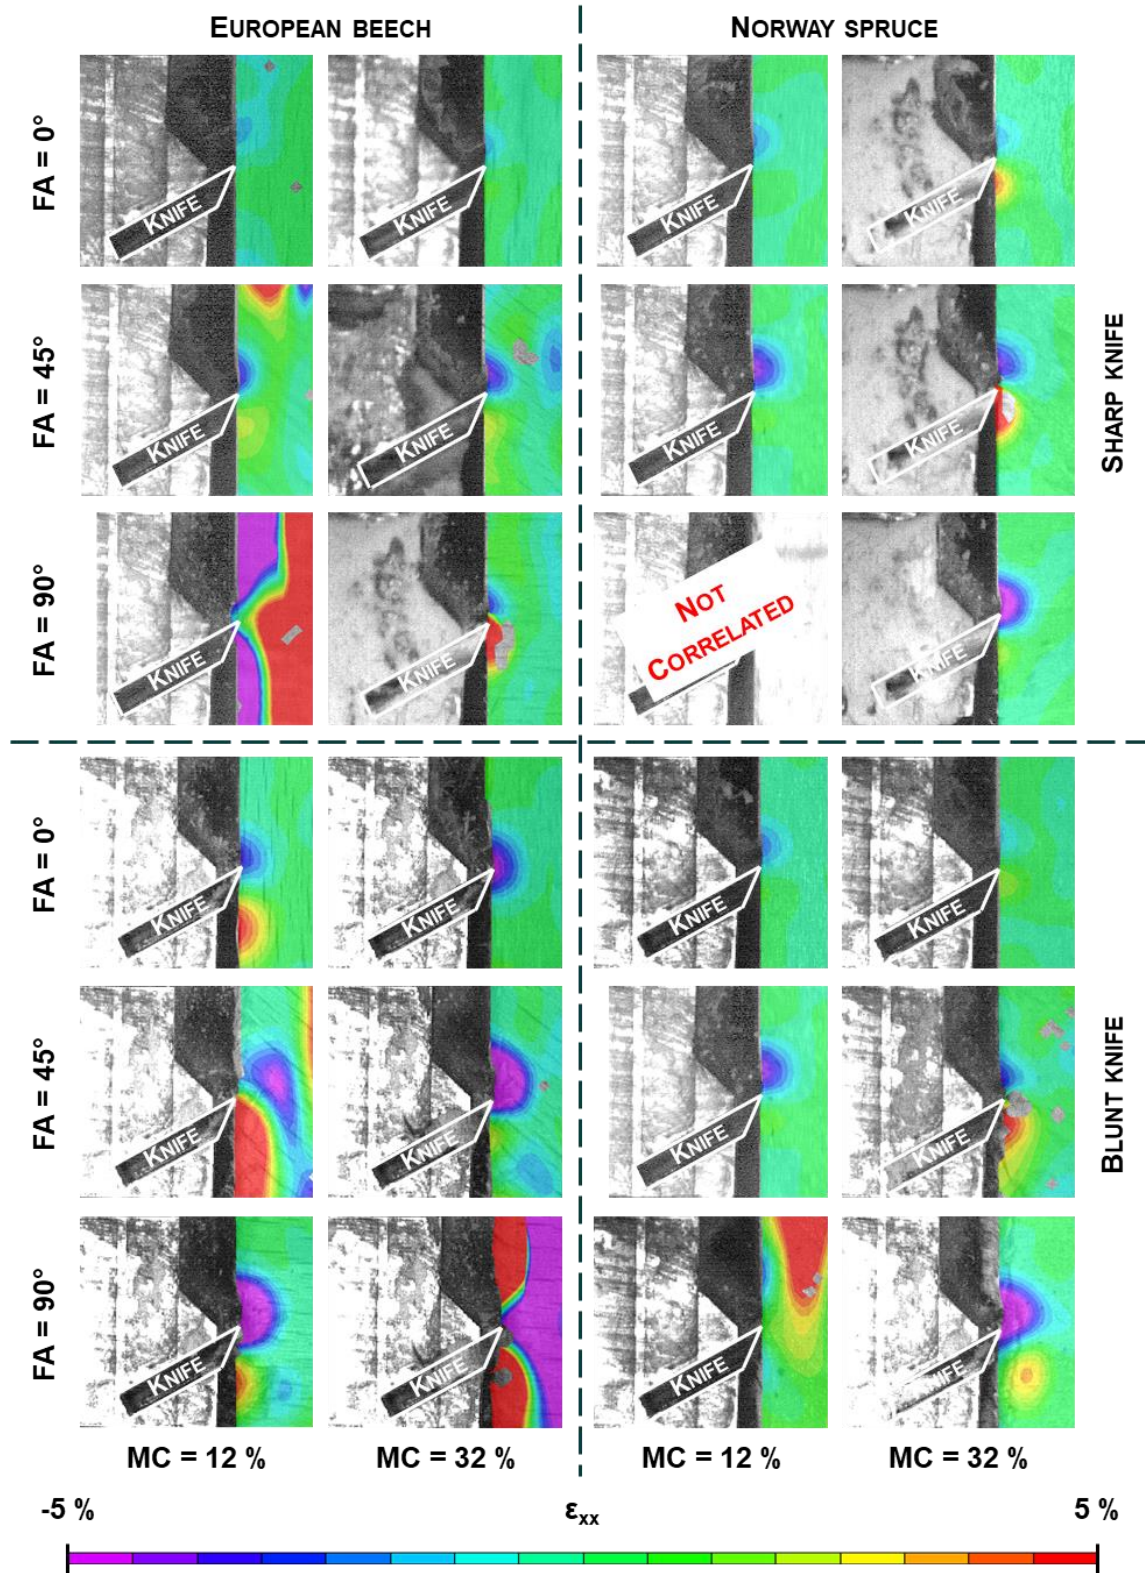 EUROPEAN BEECH
NORWAY SPRUCE
FA = 0°
KNIFE
KNIFE
KNIFE
KNIFE
FA = 45°
KNIFE
KNIFE
KNIFE
KNIFE
SHARP KNIFE
FA = 90°
KNIFE
KNIFE
NOT
CORRELATED
KNIFE
FA = 0°
KNIFE
KNIFE
KNIFE
KNIFE
FA = 45°
KNIFE
KNIFE
KNIFE
KNIFE
BLUNT KNIFE
FA = 90°
KNIFE
KNIFE
KNIFE
KNIFE
MC = 12 %
MC = 32 %
MC = 12 %
MC = 32 %
-5 %
εxx
5 %